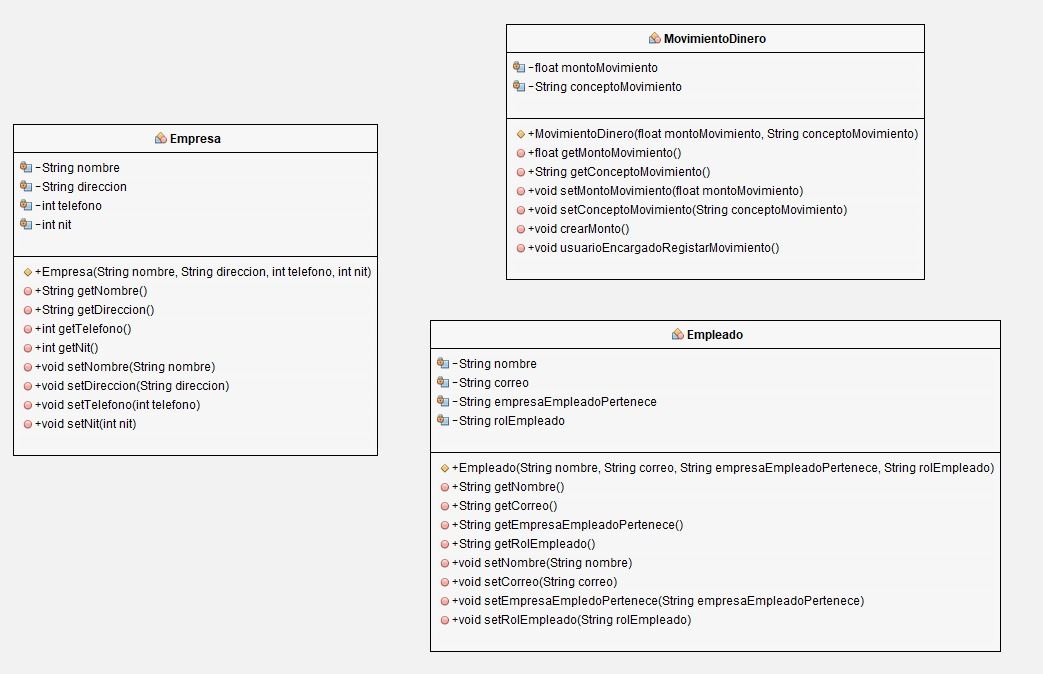 Empresa
-String nombre
-String direccion
-int telefono
-int nit
+Empresa(String nombre, String direccion, int telefono, int nit)
+String getNombre()
+String getDireccion()
+int getTelefono()
+int getNit()
+void setNombre(String nombre)
+void setDireccion(String direccion)
+void setTelefono(int telefono)
+void setNit(int nit)
MovimientoDinero
-float montoMovimiento
-String conceptoMovimiento
+MovimientoDinero(float montoMovimiento, String conceptoMovimiento)
+float getMontoMovimiento()
+String getConceptoMovimiento()
+void setMontoMovimiento(float montoMovimiento)
+void setConceptoMovimiento(String conceptoMovimiento)
+void crearMonto()
+void usuarioEncargadoRegistarMovimiento()
Empleado
-String nombre
-String correo
-String empresaEmpleadoPertenece
-String rolEmpleado
+Empleado(String nombre, String correo, String empresaEmpleadoPertenece, String rolEmpleado)
+String getNombre()
+String getCorreo()
+String getEmpresaEmpleadoPertenece()
+String getRolEmpleado()
+void setNombre(String nombre)
+void setCorreo(String correo)
+void setEmpresaEmpledoPertenece(String empresaEmpleadoPertenece)
+void setRolEmpleado(String rolEmpleado)